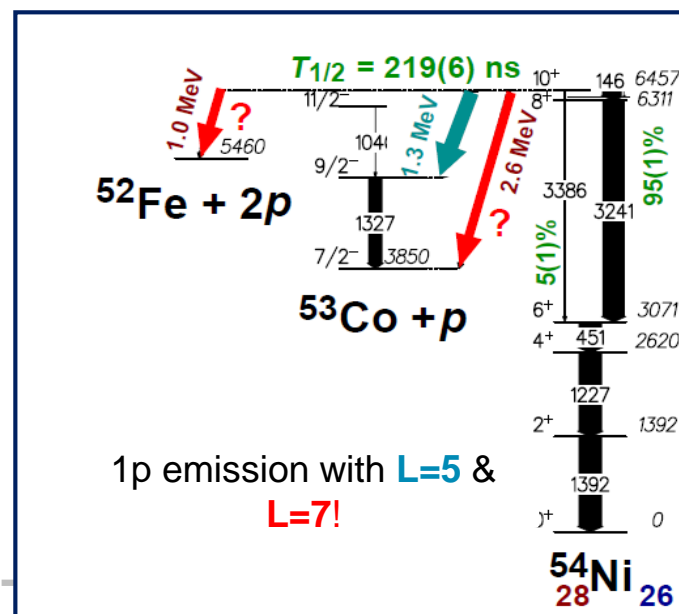 T1/2 = 219(6) ns
10+ 146 6457
8+ 6311
11/2−
1.0 MeV
?
5460
104
1.3 MeV
2.6 MeV
3386
3241
95(1)%
5(1)%
9/2−
52Fe + 2p
1327
?
7/2− 3850
53Co + p
6+ 3071
451
4+ 2620
1227
2+ 1392
1p emission with L=5 &
L=7!
1392
0+ 0
54Ni
28 26